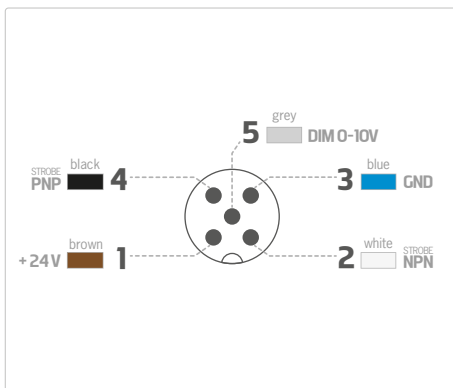 grey
5 DIM 0-10V
black
STROBE
PNP 4
blue
3 GND
brown
+24V 1
white
2 STROBE
NPN